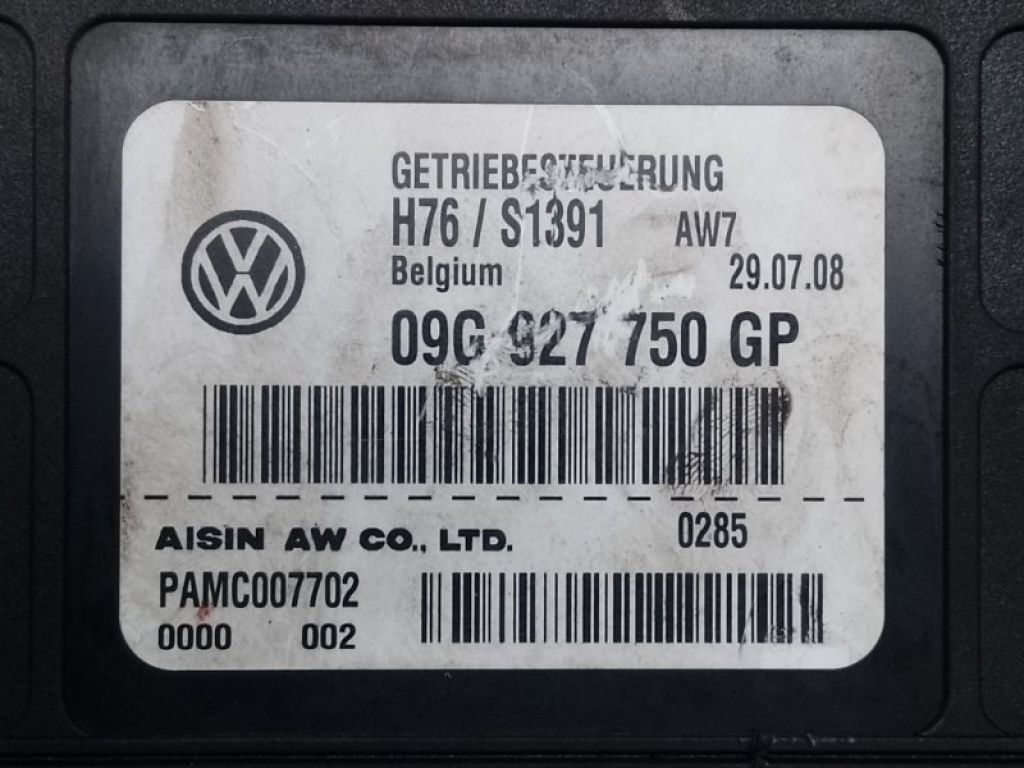 GETRIEBESTEUERUNG
H76 / S1391 AW7
Belgium 29.07.08
09G 927 750 GP
AISIN AW CO., LTD. 0285
PAMC007702
0000 002